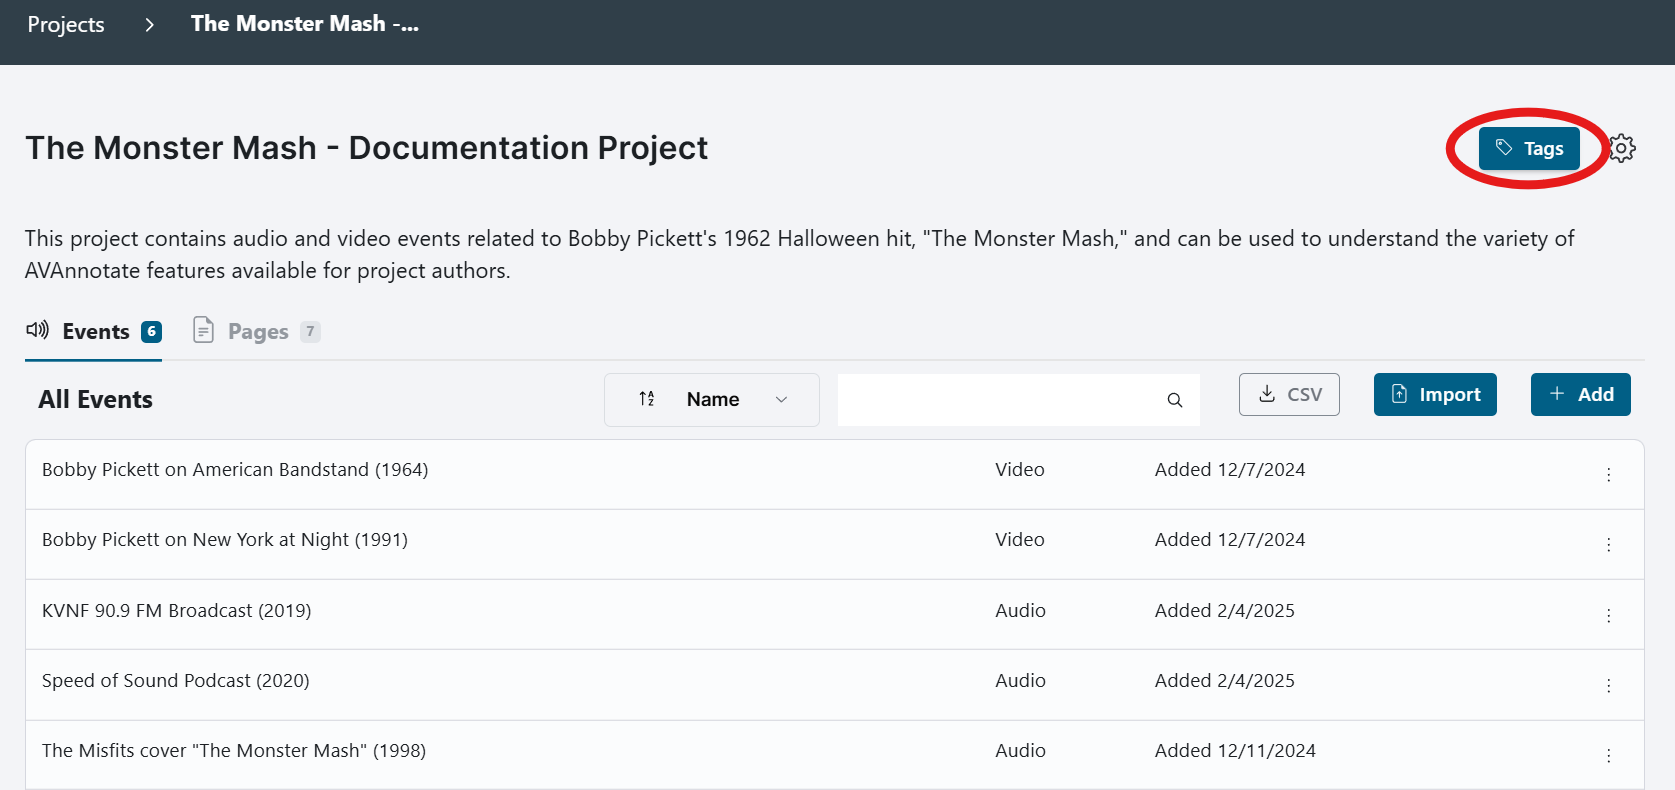 Projects > The Monster Mash -...
The Monster Mash - Documentation Project
Tags
This project contains audio and video events related to Bobby Pickett's 1962 Halloween hit, "The Monster Mash," and can be used to understand the variety of
AVAnnotate features available for project authors.
Events 6 Pages 7
All Events Name CSV Import + Add
Bobby Pickett on American Bandstand (1964) Video Added 12/7/2024
Bobby Pickett on New York at Night (1991) Video Added 12/7/2024
KVNF 90.9 FM Broadcast (2019) Audio Added 2/4/2025
Speed of Sound Podcast (2020) Audio Added 2/4/2025
The Misfits cover "The Monster Mash" (1998) Audio Added 12/11/2024